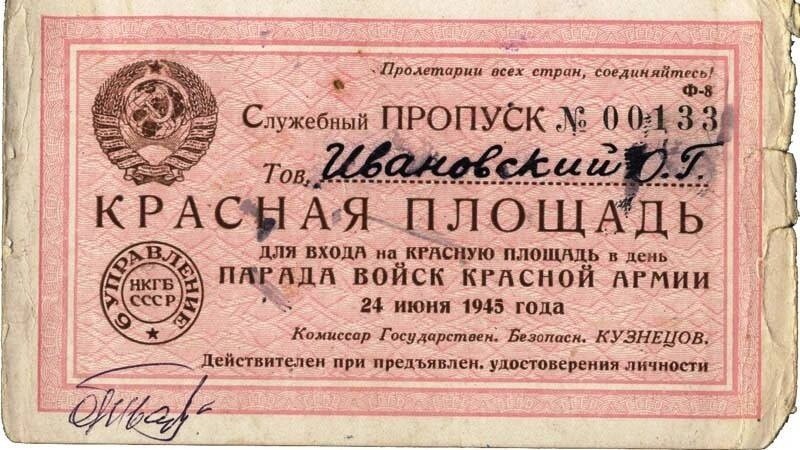 Пролетарии всех стран, соединяйтесь!
Ф-8
Служебный ПРОПУСК № 00133
Тов. Ивановский Ю.Г.
КРАСНАЯ ПЛОЩАДЬ
ДЛЯ ВХОДА на КРАСНУЮ ПЛОЩАДЬ в день
ПАРАДА ВОЙСК КРАСНОЙ АРМИИ
24 июня 1945 года
6 УПРАВЛЕНИЕ
НКГБ
СССР
Комиссар Государствен. Безопасн. КУЗНЕЦОВ.
Действителен при предъявлен. удостоверения личности